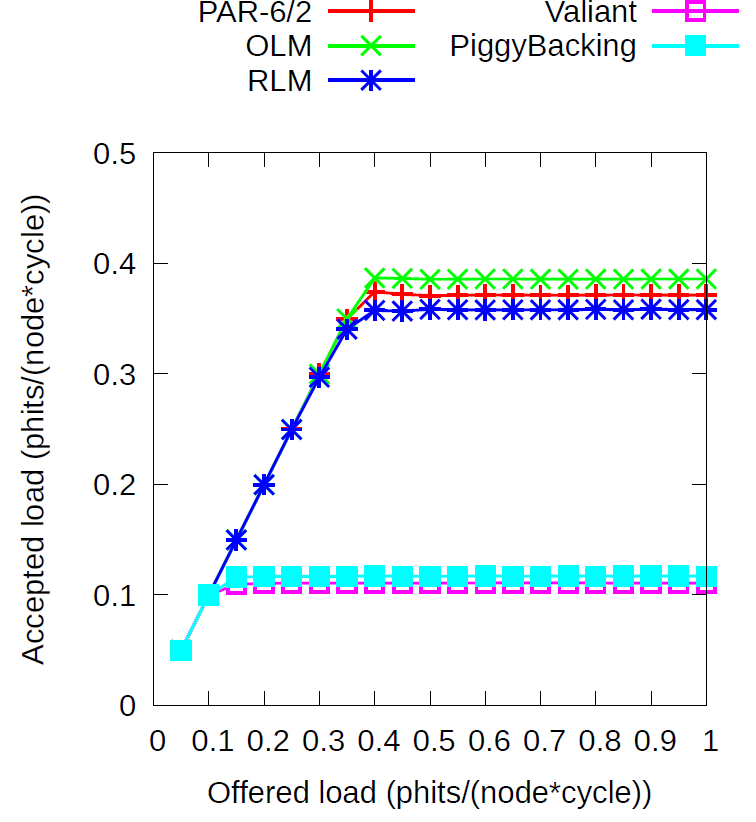 PAR-6/2
Valiant
OLM
PiggyBacking
RLM
0.5
0.4
0.3
0.2
0.1
0
Accepted load (phits/(node*cycle))
0 0.1 0.2 0.3 0.4 0.5 0.6 0.7 0.8 0.9 1
Offered load (phits/(node*cycle))